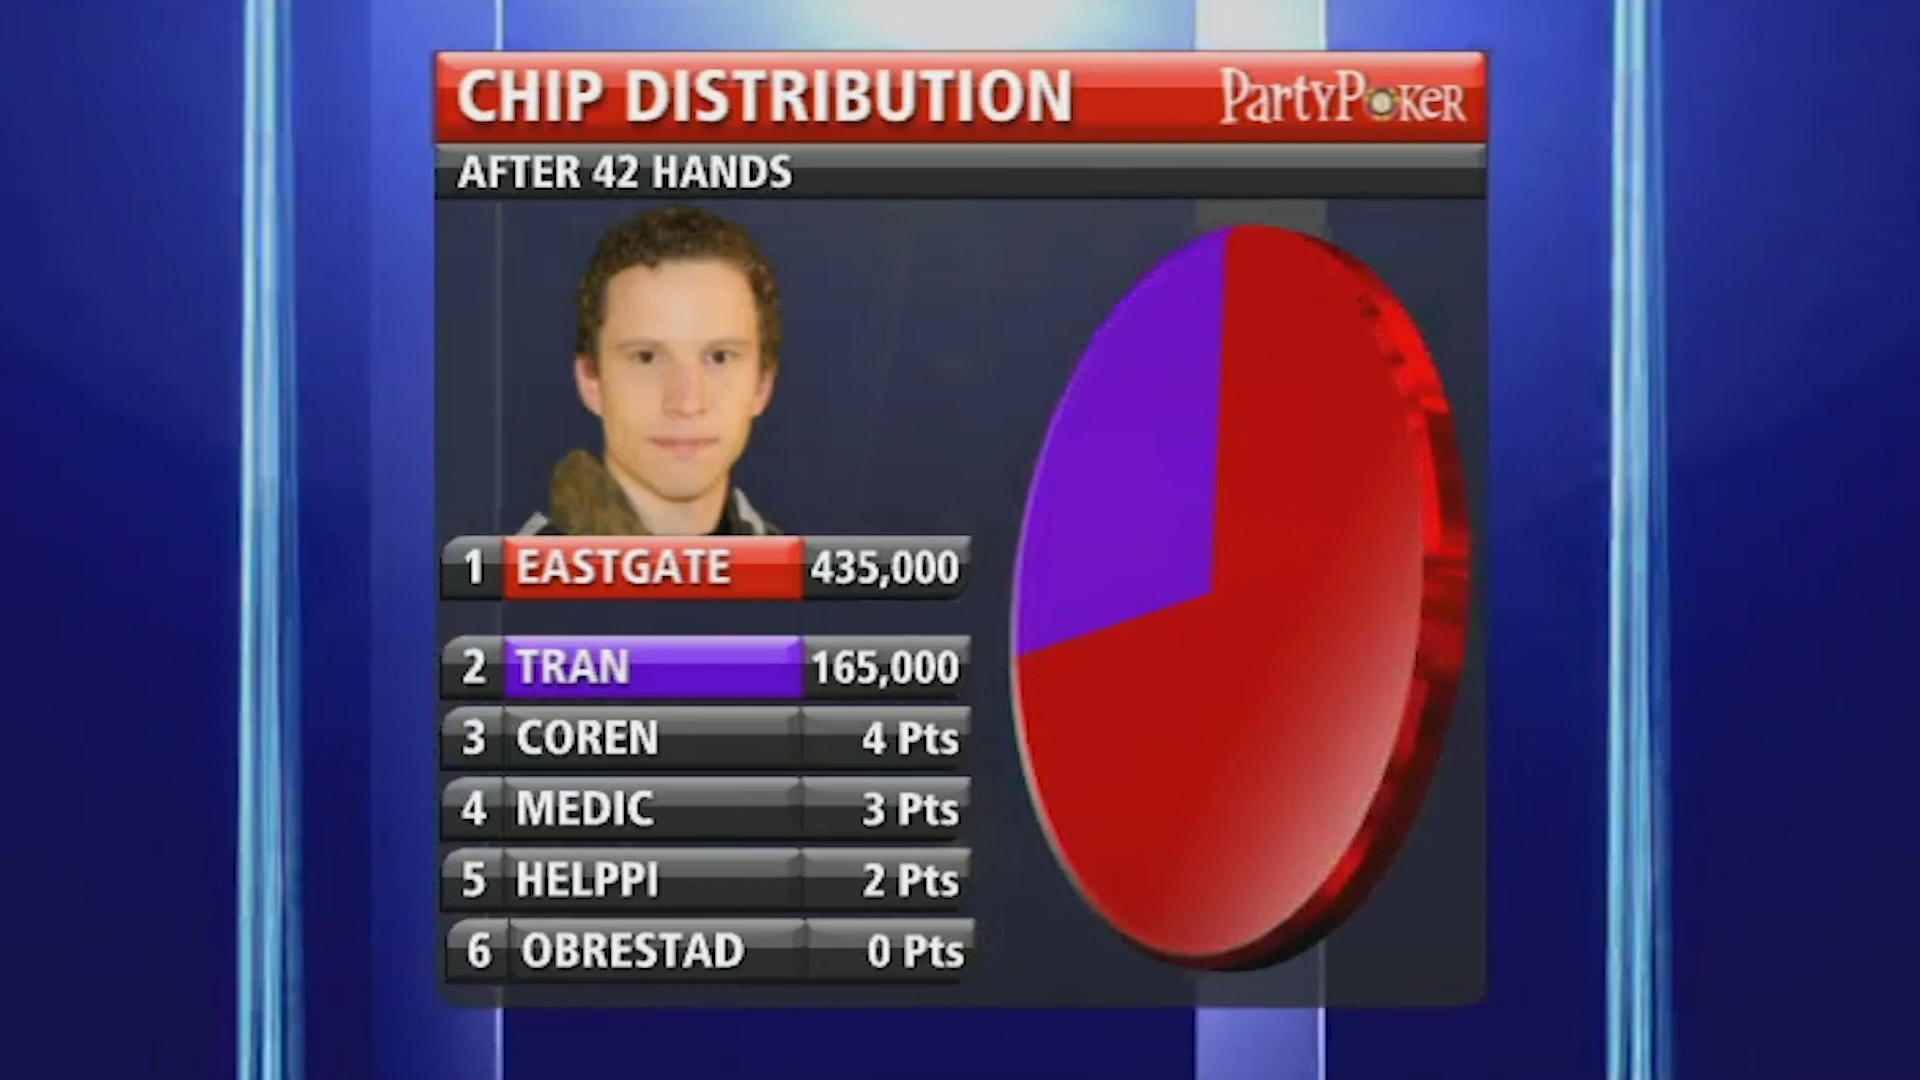 CHIP DISTRIBUTION PartyPoker
AFTER 42 HANDS
1 EASTGATE 435,000
2 TRAN 165,000
3 COREN 4 Pts
4 MEDIC 3 Pts
5 HELPPI 2 Pts
6 OBRESTAD 0 Pts